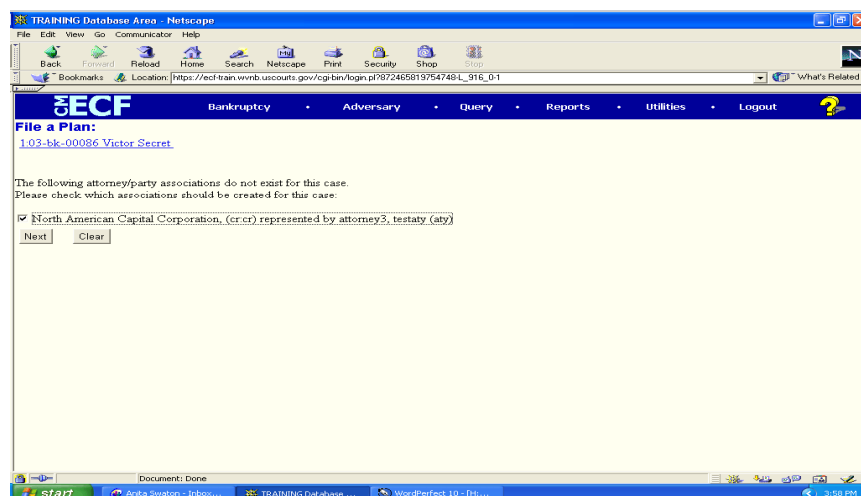 TRAINING Database Area - Netscape
File Edit View Go Communicator Help
Back Forward Reload Home Search Netscape Print Security Shop Stop
Bookmarks Location: https://ecf-train.wvnb.uscourts.gov/cgi-bin/login.pl?872465819754748-L_916_0-1 What's Related
CM ECF Bankruptcy • Adversary • Query • Reports • Utilities • Logout ?
File a Plan:
1:03-bk-00086 Victor Secret
The following attorney/party associations do not exist for this case.
Please check which associations should be created for this case:
North American Capital Corporation, (cr:cr) represented by attorney3, testaty (aty)
Next Clear
Document: Done
start Anita Swaton - Inbox... TRAINING Database ... WordPerfect 10 - [H:... 3:58 PM